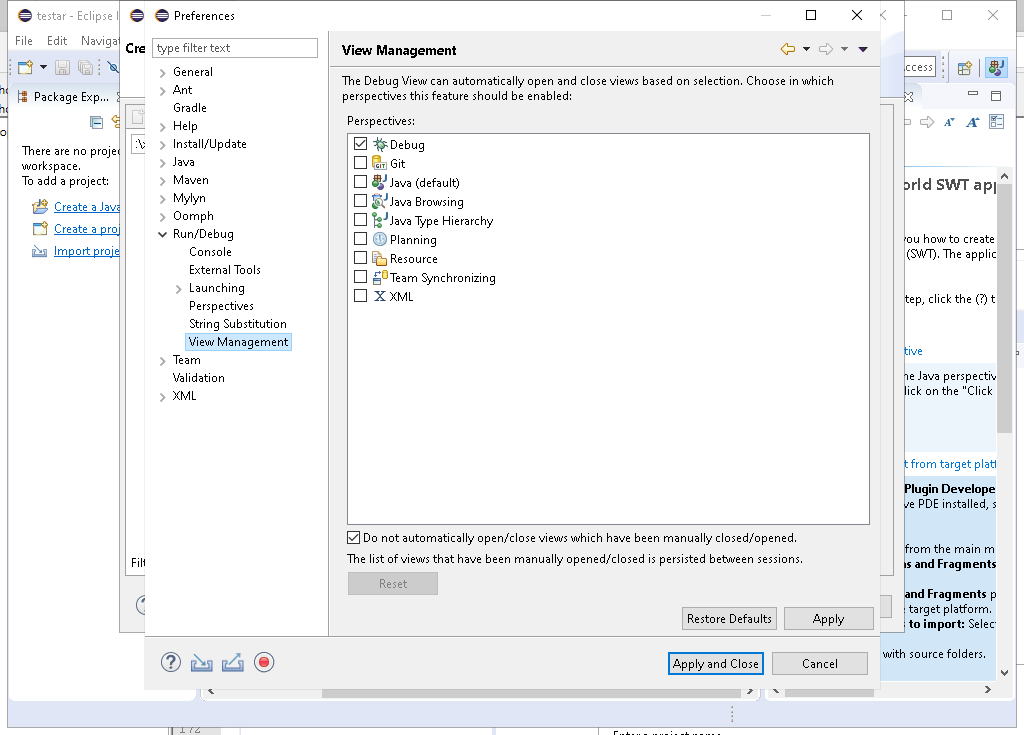 testar - Eclipse I
Preferences
File Edit Navigat
Cre
type filter text
View Management
ccess
Package Exp...
General
Ant
Gradle
Help
Install/Update
Java
Maven
Mylyn
Oomph
Run/Debug
Console
External Tools
Launching
Perspectives
String Substitution
View Management
Team
Validation
XML
The Debug View can automatically open and close views based on selection. Choose in which
perspectives this feature should be enabled:
Perspectives:
Debug
Git
Java (default)
Java Browsing
Java Type Hierarchy
Planning
Resource
Team Synchronizing
XML
Do not automatically open/close views which have been manually closed/opened.
The list of views that have been manually opened/closed is persisted between sessions.
Reset
Restore Defaults
Apply
Apply and Close
Cancel
There are no projec
workspace.
To add a project:
Create a Java
Create a proj
Import proje
Filt
orld SWT app
you how to create
(SWT). The applic
tep, click the (?) t
tive
he Java perspectiv
lick on the "Click
t from target platf
Plugin Develope
ve PDE installed, s
from the main m
ns and Fragments
and Fragments p
target platform.
s to import: Selec
with source folders.
172
Enter a project name